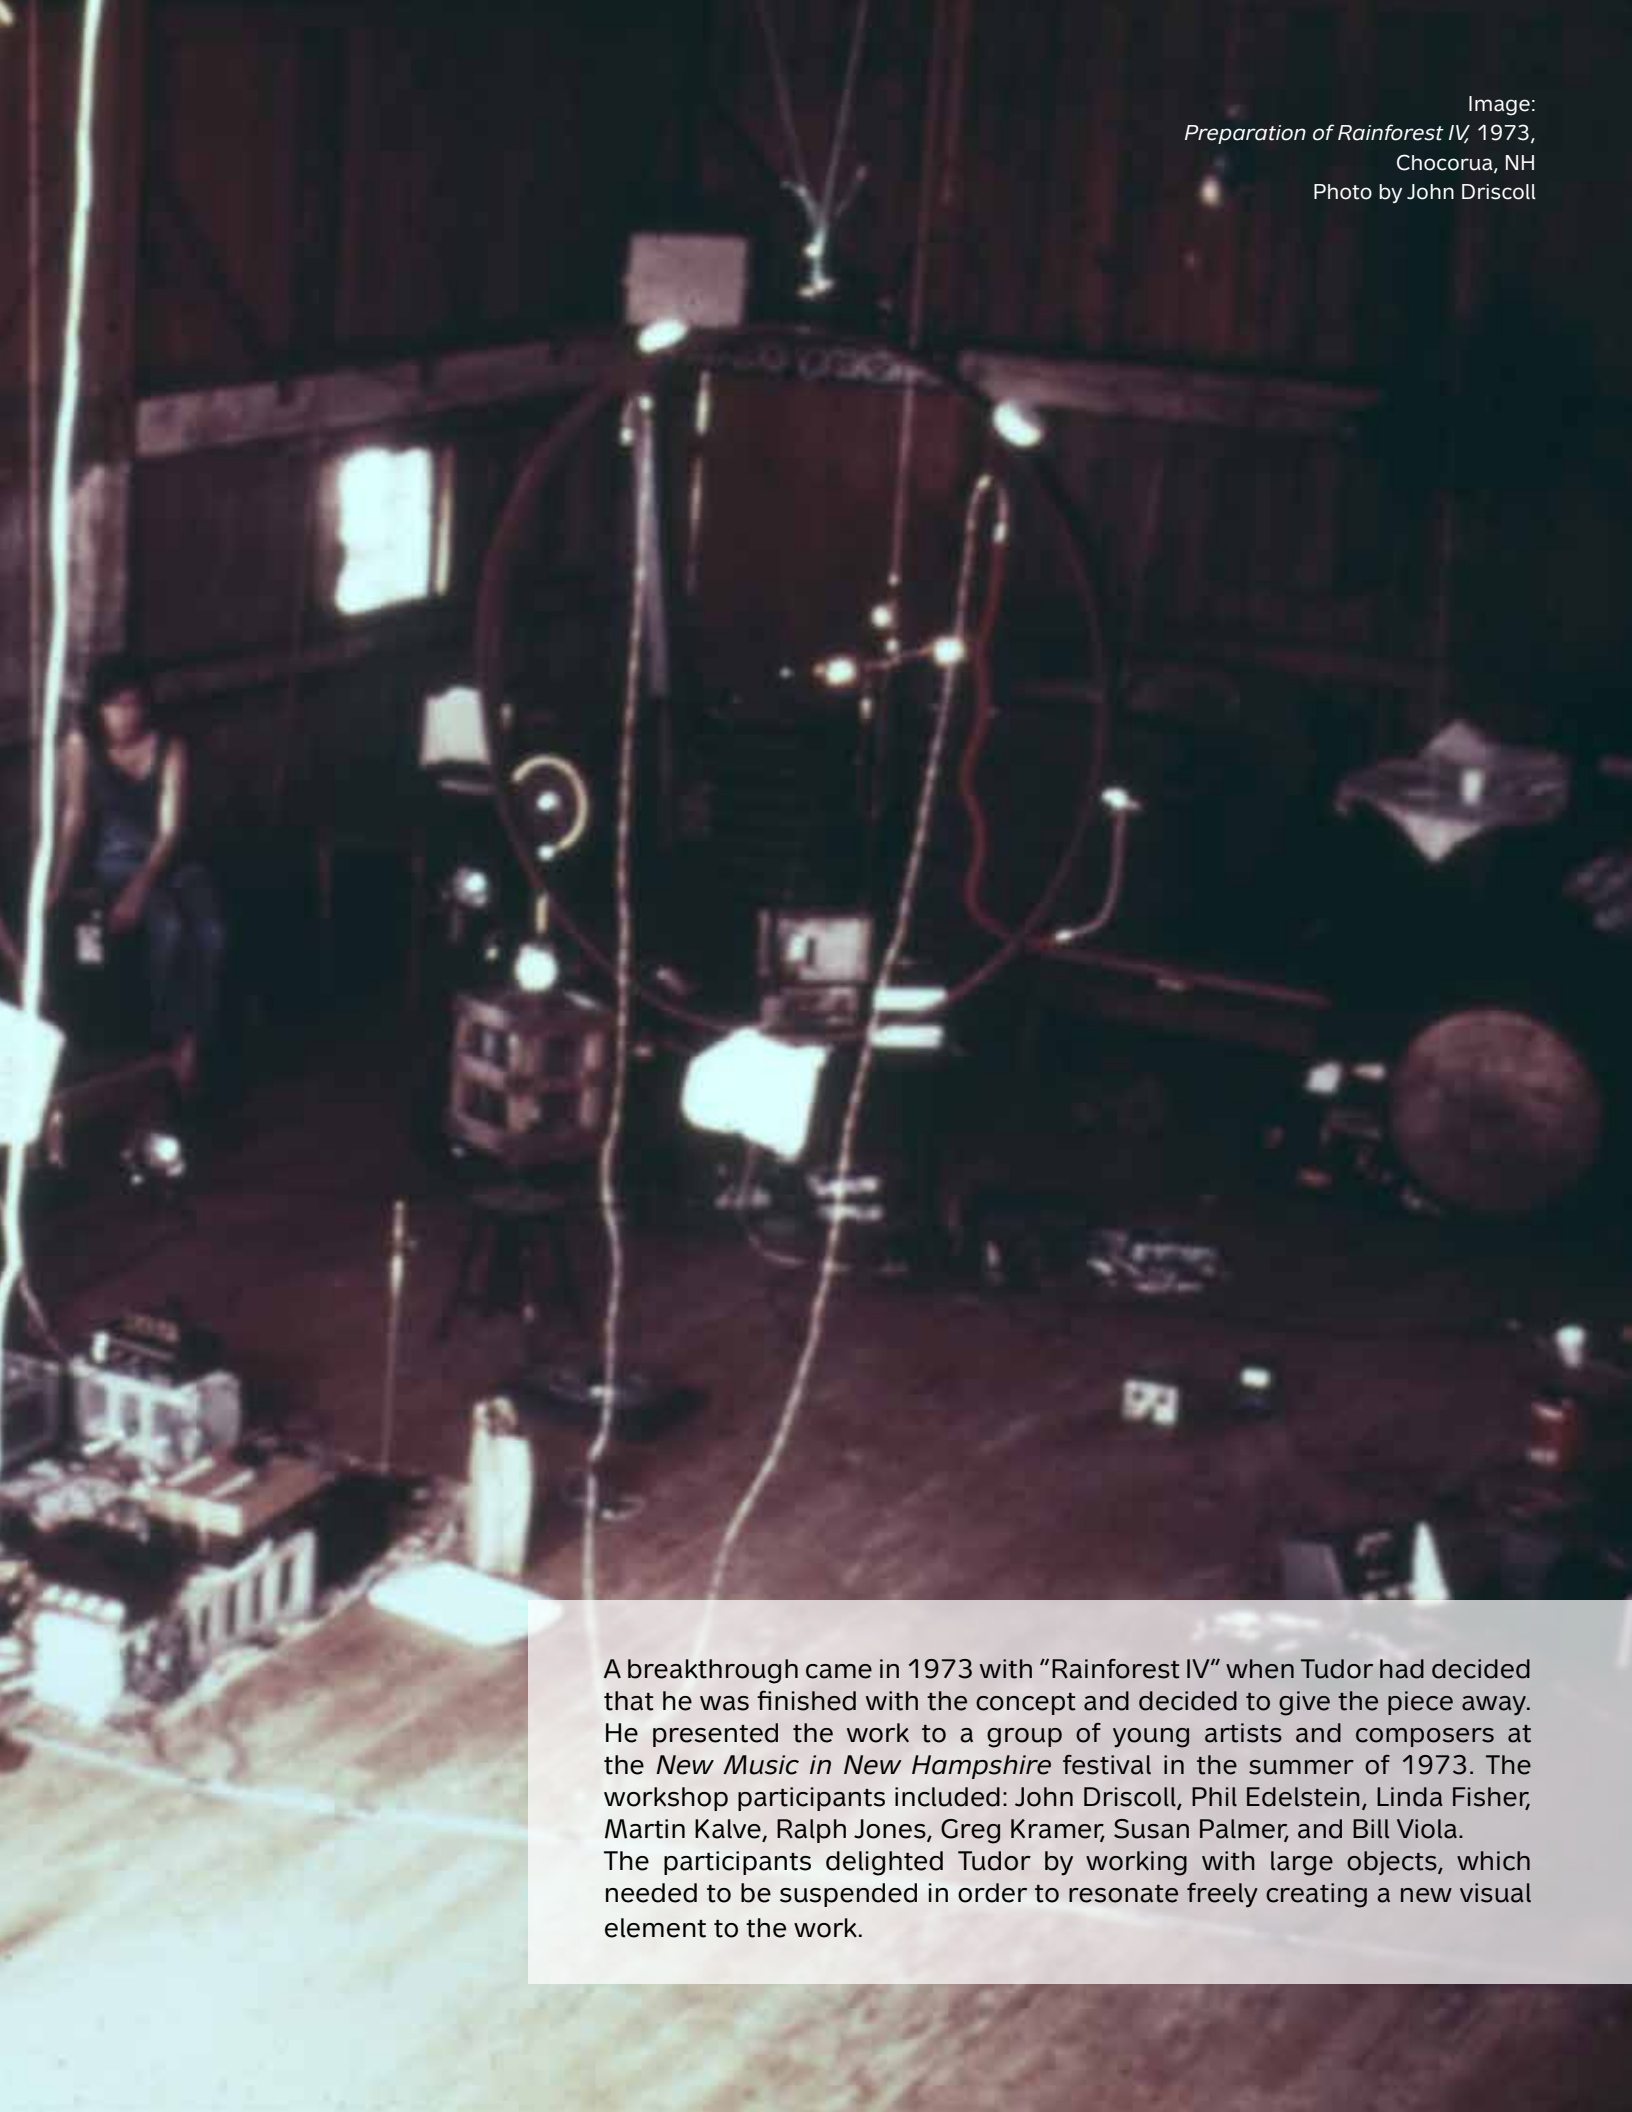 Image:
Preparation of Rainforest IV, 1973,
Chocorua, NH
Photo by John Driscoll
A breakthrough came in 1973 with “Rainforest IV” when Tudor had decided
that he was finished with the concept and decided to give the piece away.
He presented the work to a group of young artists and composers at
the New Music in New Hampshire festival in the summer of 1973. The
workshop participants included: John Driscoll, Phil Edelstein, Linda Fisher,
Martin Kalve, Ralph Jones, Greg Kramer, Susan Palmer, and Bill Viola.
The participants delighted Tudor by working with large objects, which
needed to be suspended in order to resonate freely creating a new visual
element to the work.